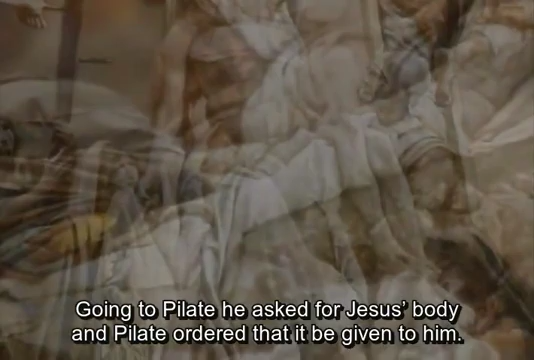 Going to Pilate he asked for Jesus’ body
and Pilate ordered that it be given to him.